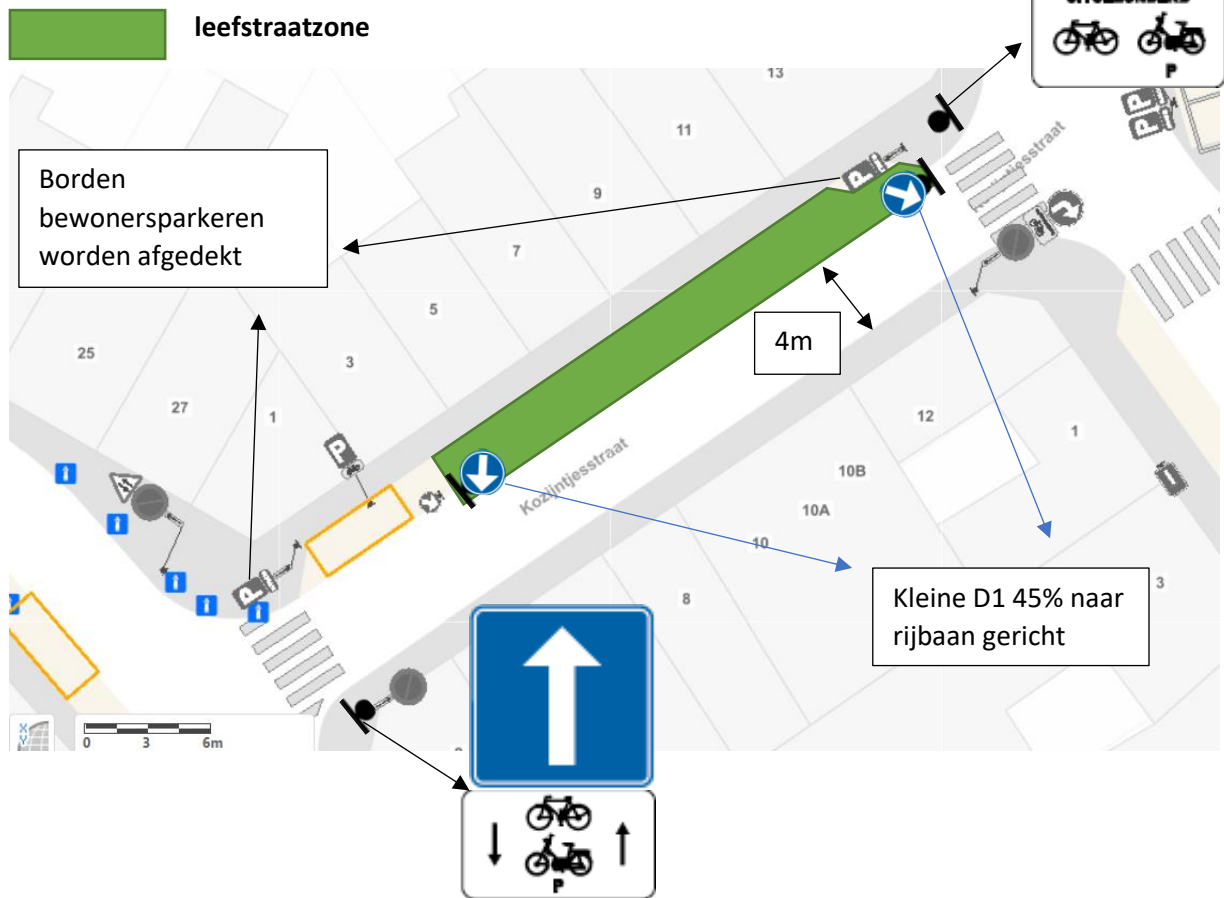 leefstraatzone
UITGEZONDERD
P
13
11
9
7
5
3
1
25
27
Borden
bewonersparkeren
worden afgedekt
P
P
P
P
P
4m
Kozijntjesstraat
12
1
10B
10A
10
8
3
Kleine D1 45% naar
rijbaan gericht
X
Y
0 3 6m
P